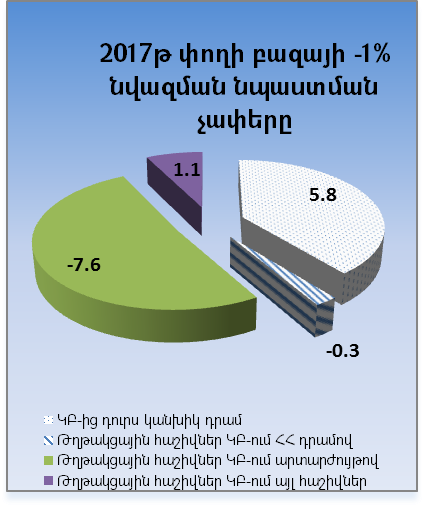 2017թ փողի բազայի -1%
նվազման նպաստման
չափերը
1.1
5.8
-7.6
-0.3
ԿԲ-ից դուրս կանխիկ դրամ
Թղթակցային հաշիվներ ԿԲ-ում ՀՀ դրամով
Թղթակցային հաշիվներ ԿԲ-ում արտարժույթով
Թղթակցային հաշիվներ ԿԲ-ում այլ հաշիվներ